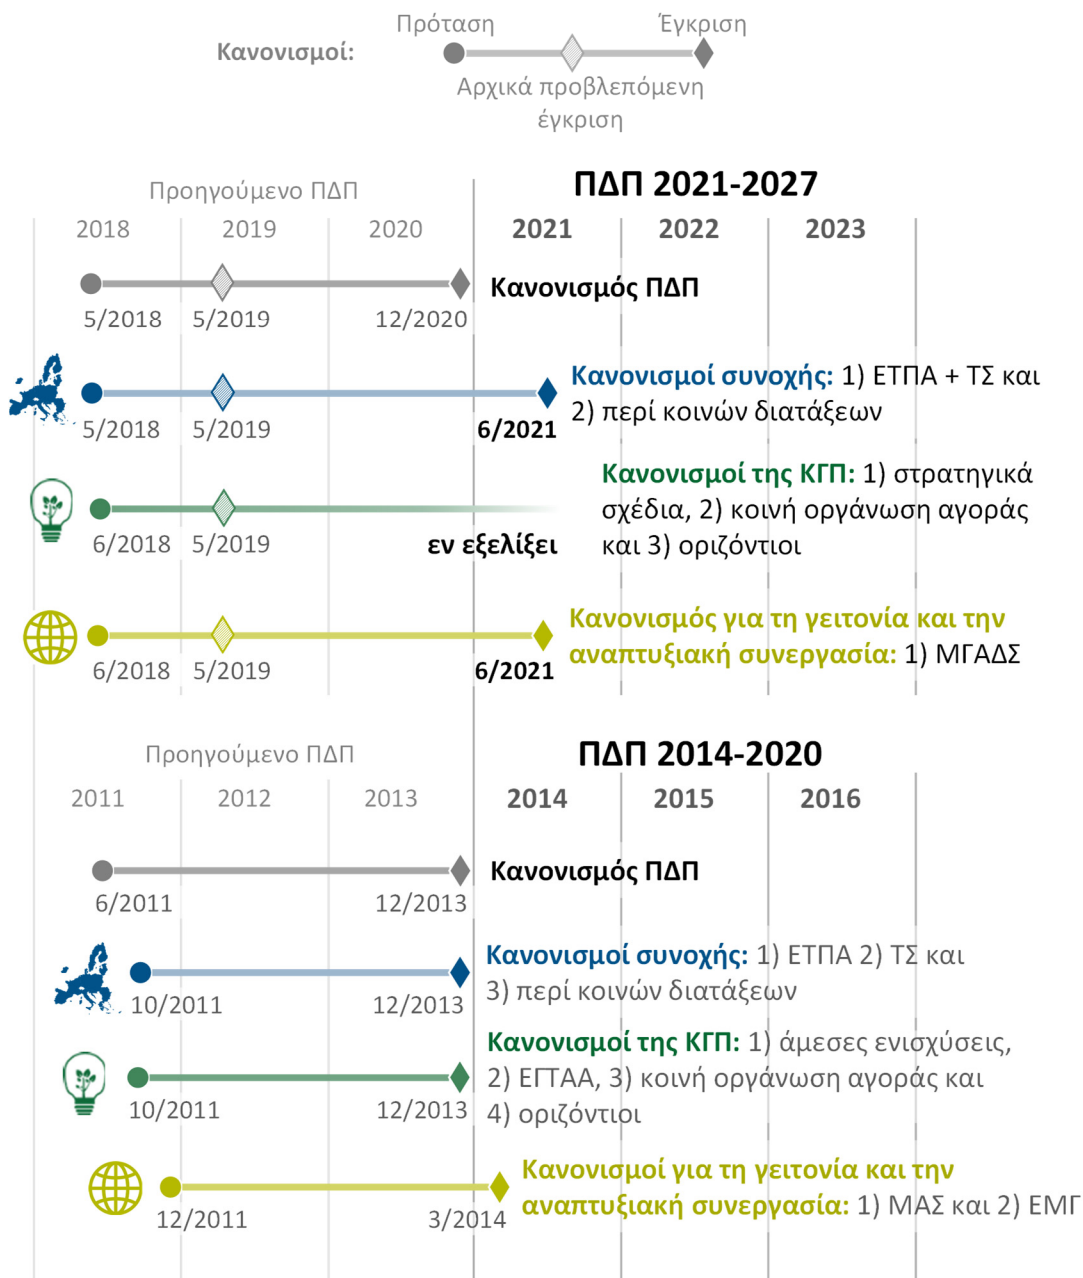 Πρόταση
Έγκριση
Κανονισμοί:
Αρχικά προβλεπόμενη
έγκριση
Προηγούμενο ΠΔΠ
ΠΔΠ 2021-2027
2018 2019 2020 2021 2022 2023
Κανονισμός ΠΔΠ
5/2018 5/2019 12/2020
Κανονισμοί συνοχής: 1) ΕΤΠΑ + ΤΣ και
2) περί κοινών διατάξεων
5/2018 5/2019 6/2021
Κανονισμοί της ΚΓΠ: 1) στρατηγικά
σχέδια, 2) κοινή οργάνωση αγοράς
και 3) οριζόντιοι
6/2018 5/2019 εν εξελίξει
Κανονισμός για τη γειτονία και την
αναπτυξιακή συνεργασία: 1) ΜΓΑΔΣ
6/2018 5/2019 6/2021
Προηγούμενο ΠΔΠ
ΠΔΠ 2014-2020
2011 2012 2013 2014 2015 2016
Κανονισμός ΠΔΠ
6/2011 12/2013
Κανονισμοί συνοχής: 1) ΕΤΠΑ 2) ΤΣ και
3) περί κοινών διατάξεων
10/2011 12/2013
Κανονισμοί της ΚΓΠ: 1) άμεσες ενισχύσεις,
2) ΕΓΤΑΑ, 3) κοινή οργάνωση αγοράς και
4) οριζόντιοι
10/2011 12/2013
Κανονισμοί για τη γειτονία και την
αναπτυξιακή συνεργασία: 1) ΜΑΣ και 2) ΕΜΓ
12/2011 3/2014